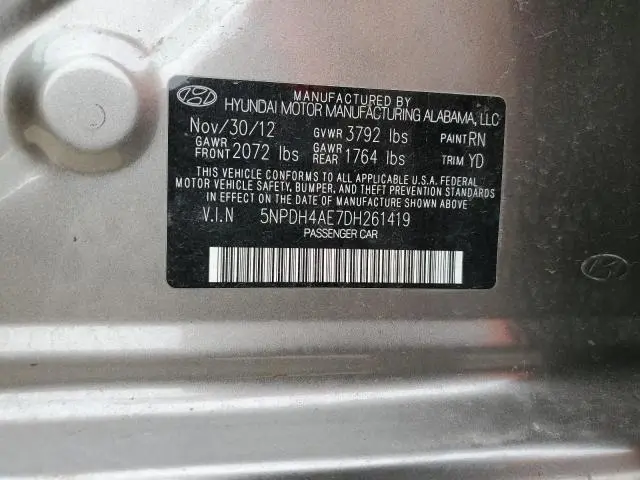 MANUFACTURED BY
HYUNDAI MOTOR MANUFACTURING ALABAMA, LLC
Nov/30/12 GVWR 3792 lbs PAINT RN
GAWR FRONT 2072 lbs GAWR REAR 1764 lbs TRIM YD
THIS VEHICLE CONFORMS TO ALL APPLICABLE U.S.A. FEDERAL
MOTOR VEHICLE SAFETY, BUMPER, AND THEFT PREVENTION STANDARDS
IN EFFECT ON THE DATE OF MANUFACTURE SHOWN ABOVE.
V.I.N 5NPDH4AE7DH261419
PASSENGER CAR